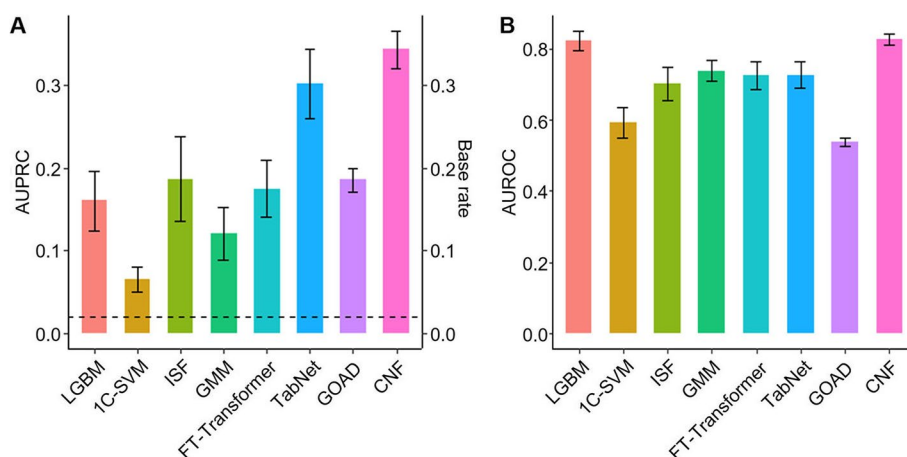 A
AUPRC
0.3
0.2
0.1
0.0
Base rate
0.3
0.2
0.1
0.0
LGBM
1C-SVM
ISF
GMM
FT-Transformer
TabNet
GOAD
CNF
B
AUROC
0.8
0.6
0.4
0.2
0.0
LGBM
1C-SVM
ISF
GMM
FT-Transformer
TabNet
GOAD
CNF